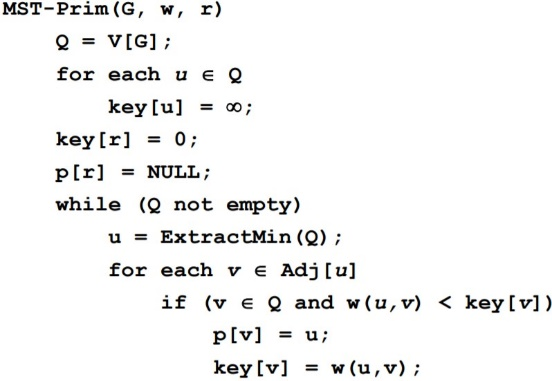 MST-Prim(G, w, r)
Q = V[G];
for each u ∈ Q
key[u] = ∞;
key[r] = 0;
p[r] = NULL;
while (Q not empty)
u = ExtractMin(Q);
for each v ∈ Adj[u]
if (v ∈ Q and w(u,v) < key[v])
p[v] = u;
key[v] = w(u,v);